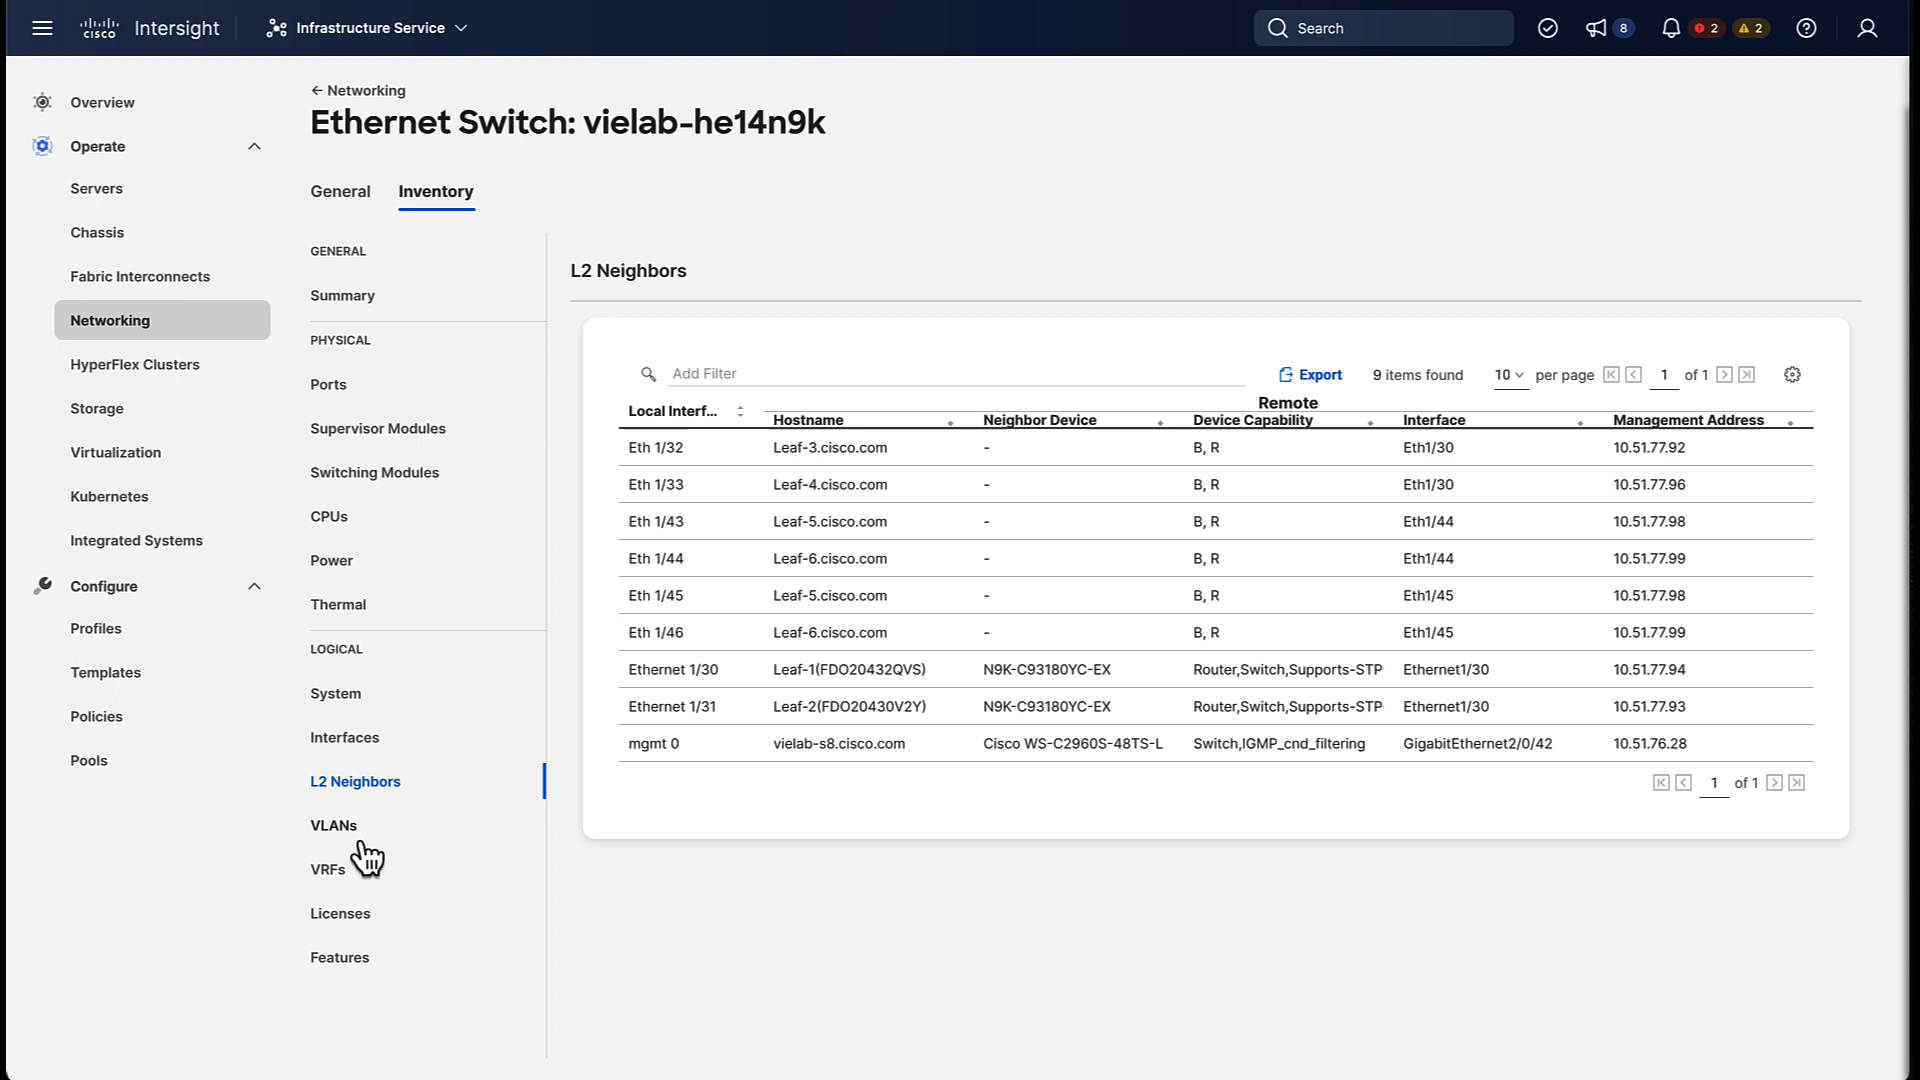 cisco Intersight Infrastructure Service Search 8 2 2
Overview
Operate
Servers
Chassis
Fabric Interconnects
Networking
HyperFlex Clusters
Storage
Virtualization
Kubernetes
Integrated Systems
Configure
Profiles
Templates
Policies
Pools
← Networking
Ethernet Switch: vielab-he14n9k
General Inventory
GENERAL
Summary
PHYSICAL
Ports
Supervisor Modules
Switching Modules
CPUs
Power
Thermal
LOGICAL
System
Interfaces
L2 Neighbors
VLANs
VRFs
Licenses
Features
L2 Neighbors
Add Filter Export 9 items found 10 per page 1 of 1
Remote
Local Interf... Hostname Neighbor Device Device Capability Interface Management Address
Eth 1/32 Leaf-3.cisco.com - B, R Eth1/30 10.51.77.92
Eth 1/33 Leaf-4.cisco.com - B, R Eth1/30 10.51.77.96
Eth 1/43 Leaf-5.cisco.com - B, R Eth1/44 10.51.77.98
Eth 1/44 Leaf-6.cisco.com - B, R Eth1/44 10.51.77.99
Eth 1/45 Leaf-5.cisco.com - B, R Eth1/45 10.51.77.98
Eth 1/46 Leaf-6.cisco.com - B, R Eth1/45 10.51.77.99
Ethernet 1/30 Leaf-1(FDO20432QVS) N9K-C93180YC-EX Router,Switch,Supports-STP Ethernet1/30 10.51.77.94
Ethernet 1/31 Leaf-2(FDO20430V2Y) N9K-C93180YC-EX Router,Switch,Supports-STP Ethernet1/30 10.51.77.93
mgmt 0 vielab-s8.cisco.com Cisco WS-C2960S-48TS-L Switch,IGMP_cnd_filtering GigabitEthernet2/0/42 10.51.76.28
1 of 1